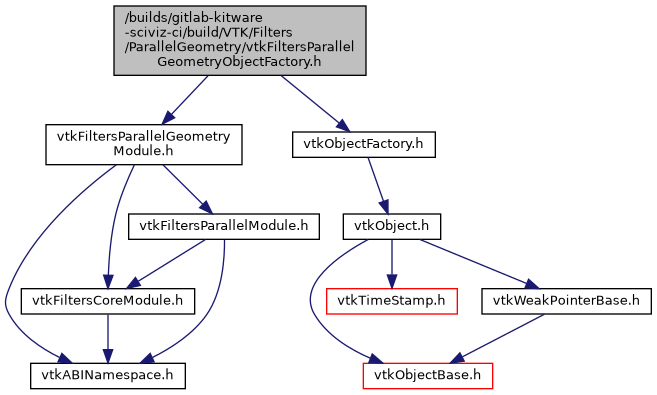 /builds/gitlab-kitware
-sciviz-ci/build/VTK/Filters
/ParallelGeometry/vtkFiltersParallel
GeometryObjectFactory.h
vtkFiltersParallelGeometry
Module.h
vtkObjectFactory.h
vtkFiltersParallelModule.h
vtkObject.h
vtkFiltersCoreModule.h
vtkTimeStamp.h
vtkWeakPointerBase.h
vtkABINamespace.h
vtkObjectBase.h